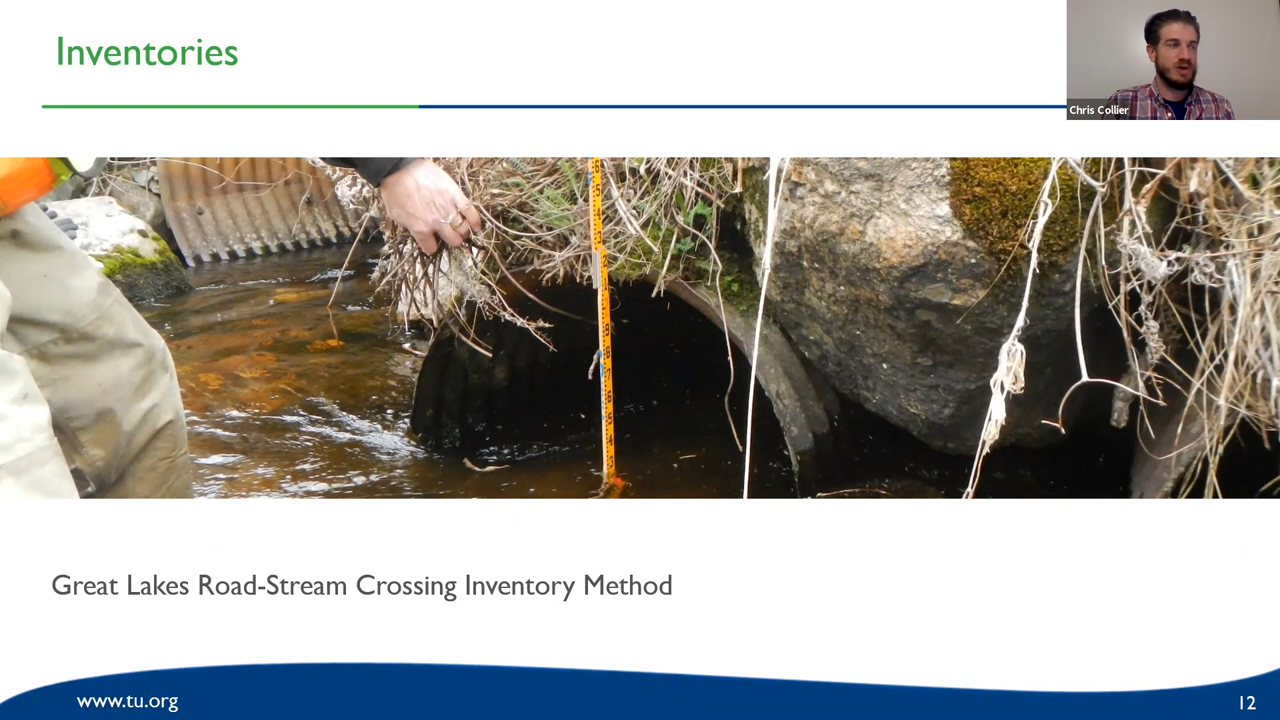 Inventories
Chris Collier
Great Lakes Road-Stream Crossing Inventory Method
www.tu.org
12